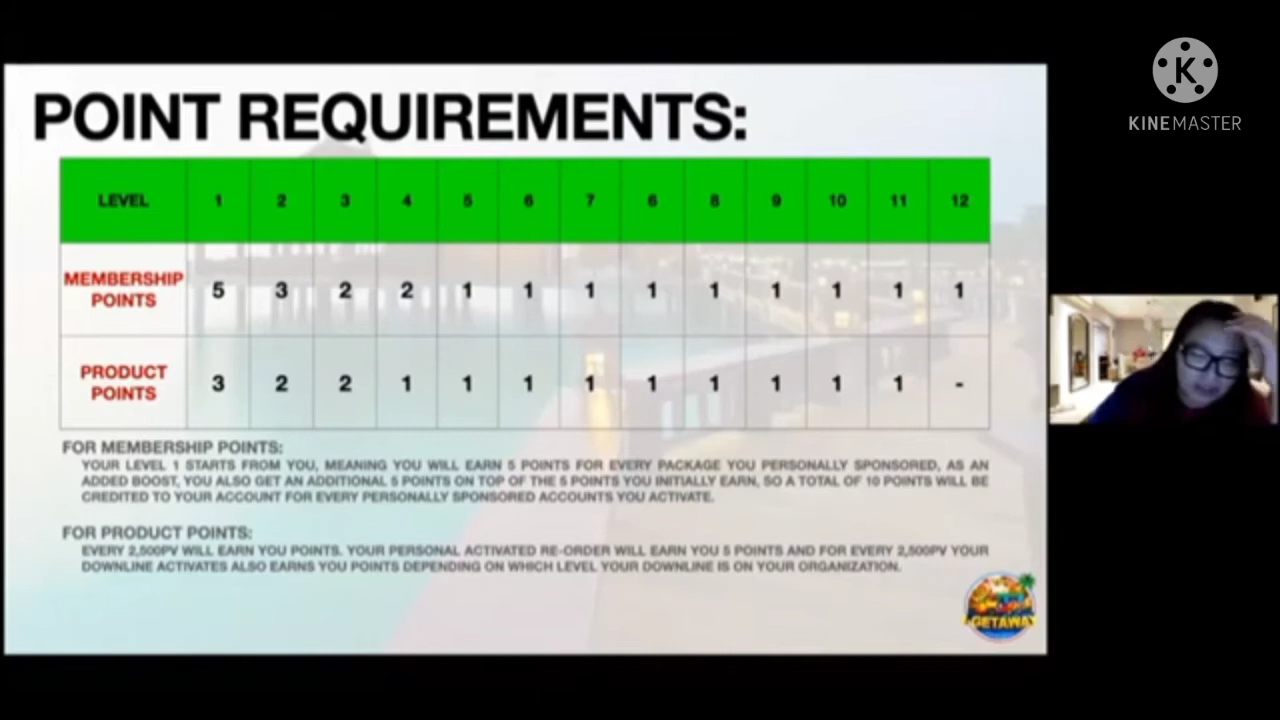 POINT REQUIREMENTS:
KINEMASTER
LEVEL 1 2 3 4 5 6 7 6 8 9 10 11 12
MEMBERSHIP
POINTS 5 3 2 2 1 1 1 1 1 1 1 1 1
PRODUCT
POINTS 3 2 2 1 1 1 1 1 1 1 1 1 -
FOR MEMBERSHIP POINTS:
YOUR LEVEL 1 STARTS FROM YOU, MEANING YOU WILL EARN 5 POINTS FOR EVERY PACKAGE YOU PERSONALLY SPONSORED, AS AN
ADDED BOOST, YOU ALSO GET AN ADDITIONAL 5 POINTS ON TOP OF THE 5 POINTS YOU INITIALLY EARN, SO A TOTAL OF 10 POINTS WILL BE
CREDITED TO YOUR ACCOUNT FOR EVERY PERSONALLY SPONSORED ACCOUNTS YOU ACTIVATE.
FOR PRODUCT POINTS:
EVERY 2,500PV WILL EARN YOU POINTS. YOUR PERSONAL ACTIVATED RE-ORDER WILL EARN YOU 5 POINTS AND FOR EVERY 2,500PV YOUR
DOWNLINE ACTIVATES ALSO EARNS YOU POINTS DEPENDING ON WHICH LEVEL YOUR DOWNLINE IS ON YOUR ORGANIZATION.
GETAWAY